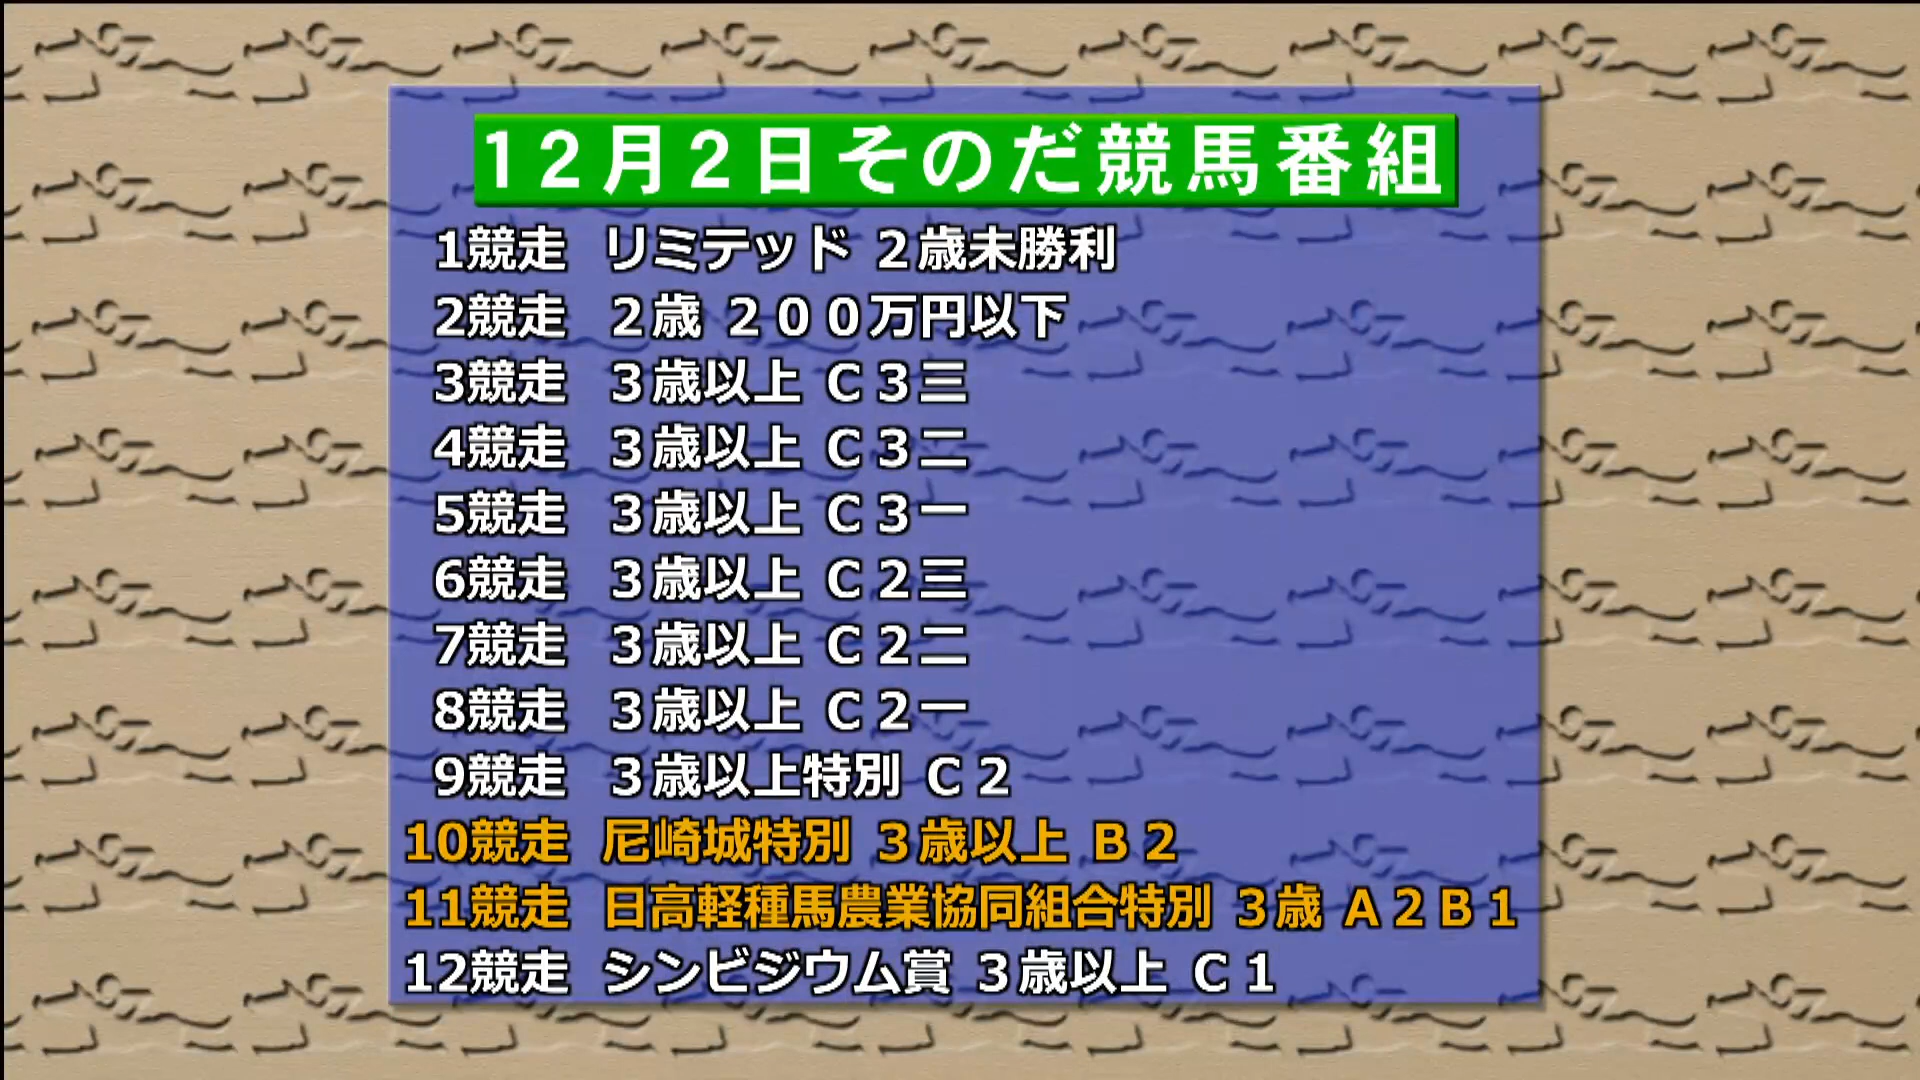 12月2日そのだ競馬番組
1競走 リミテッド 2歳未勝利
2競走 2歳 200万円以下
3競走 3歳以上 C3三
4競走 3歳以上 C3二
5競走 3歳以上 C3一
6競走 3歳以上 C2三
7競走 3歳以上 C2二
8競走 3歳以上 C2一
9競走 3歳以上特別 C2
10競走 尼崎城特別 3歳以上 B2
11競走 日高軽種馬農業協同組合特別 3歳 A2B1
12競走 シンビジウム賞 3歳以上 C1